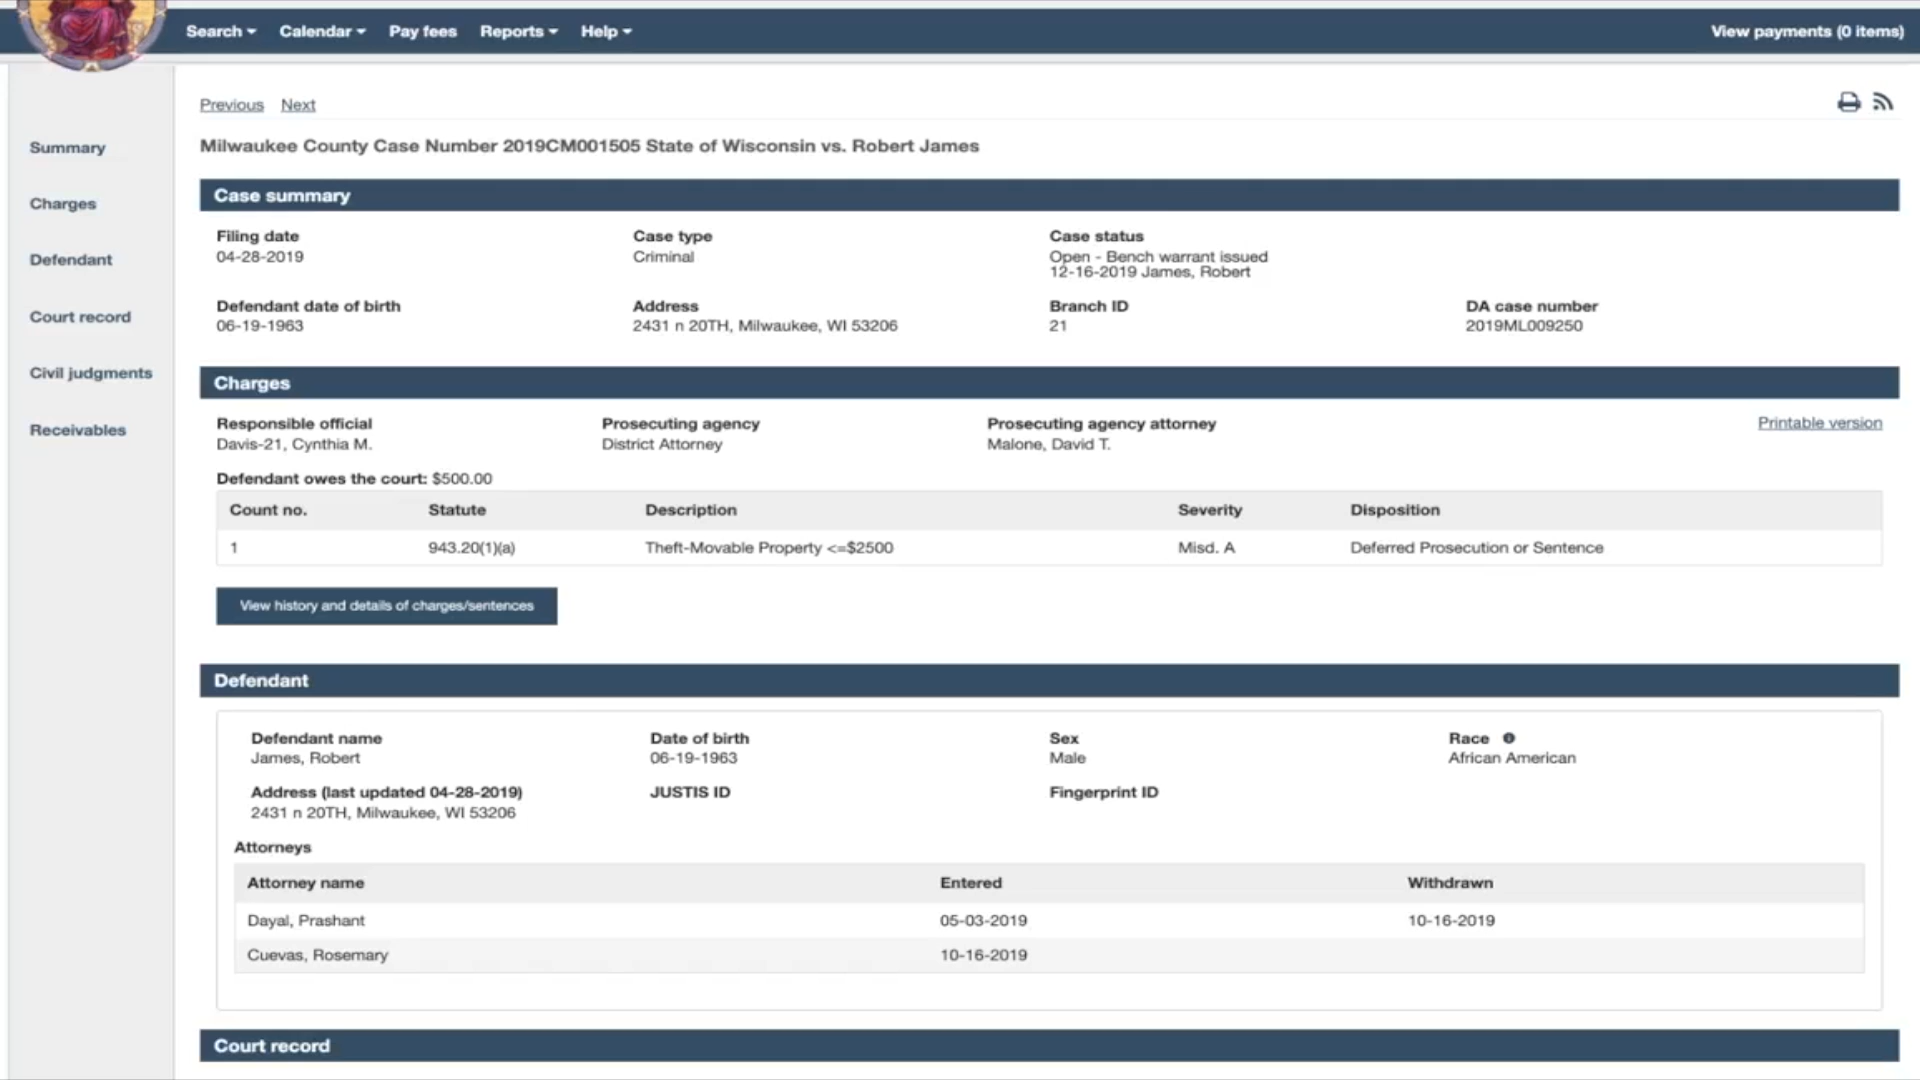 Search Calendar Pay fees Reports Help View payments (0 items)
Previous Next
Summary
Charges
Defendant
Court record
Civil judgments
Receivables
Milwaukee County Case Number 2019CM001505 State of Wisconsin vs. Robert James
Case summary
Filing date Case type Case status
04-28-2019 Criminal Open - Bench warrant issued
12-16-2019 James, Robert
Defendant date of birth Address Branch ID DA case number
06-19-1963 2431 n 20TH, Milwaukee, WI 53206 21 2019ML009250
Charges
Responsible official Prosecuting agency Prosecuting agency attorney Printable version
Davis-21, Cynthia M. District Attorney Malone, David T.
Defendant owes the court: $500.00
Count no. Statute Description Severity Disposition
1 943.20(1)(a) Theft-Movable Property <=$2500 Misd. A Deferred Prosecution or Sentence
View history and details of charges/sentences
Defendant
Defendant name Date of birth Sex Race
James, Robert 06-19-1963 Male African American
Address (last updated 04-28-2019) JUSTIS ID Fingerprint ID
2431 n 20TH, Milwaukee, WI 53206
Attorneys
Attorney name Entered Withdrawn
Dayal, Prashant 05-03-2019 10-16-2019
Cuevas, Rosemary 10-16-2019
Court record